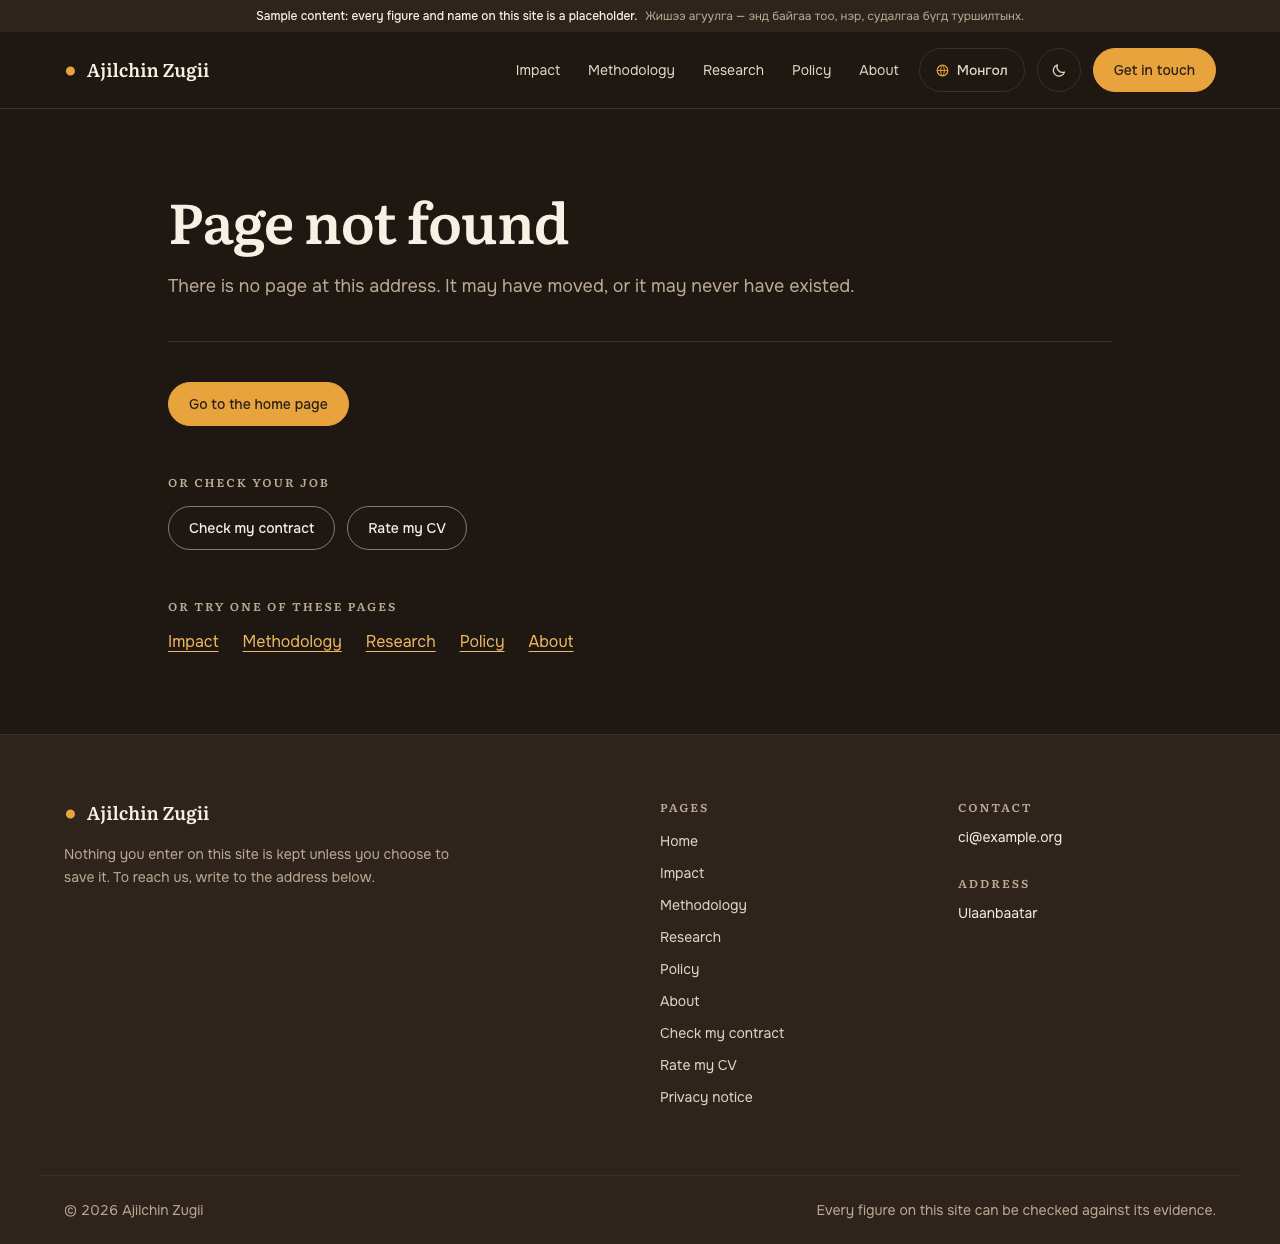 Sample content: every figure and name on this site is a placeholder. Жишээ агуулга — энд байгаа тоо, нэр, судалгаа бүгд туршилтынх.
Ajilchin Zugii
Impact Methodology Research Policy About Монгол Get in touch
Page not found
There is no page at this address. It may have moved, or it may never have existed.
Go to the home page
OR CHECK YOUR JOB
Check my contract Rate my CV
OR TRY ONE OF THESE PAGES
Impact Methodology Research Policy About
Ajilchin Zugii
Nothing you enter on this site is kept unless you choose to
save it. To reach us, write to the address below.
PAGES
Home
Impact
Methodology
Research
Policy
About
Check my contract
Rate my CV
Privacy notice
CONTACT
ci@example.org
ADDRESS
Ulaanbaatar
© 2026 Ajilchin Zugii
Every figure on this site can be checked against its evidence.